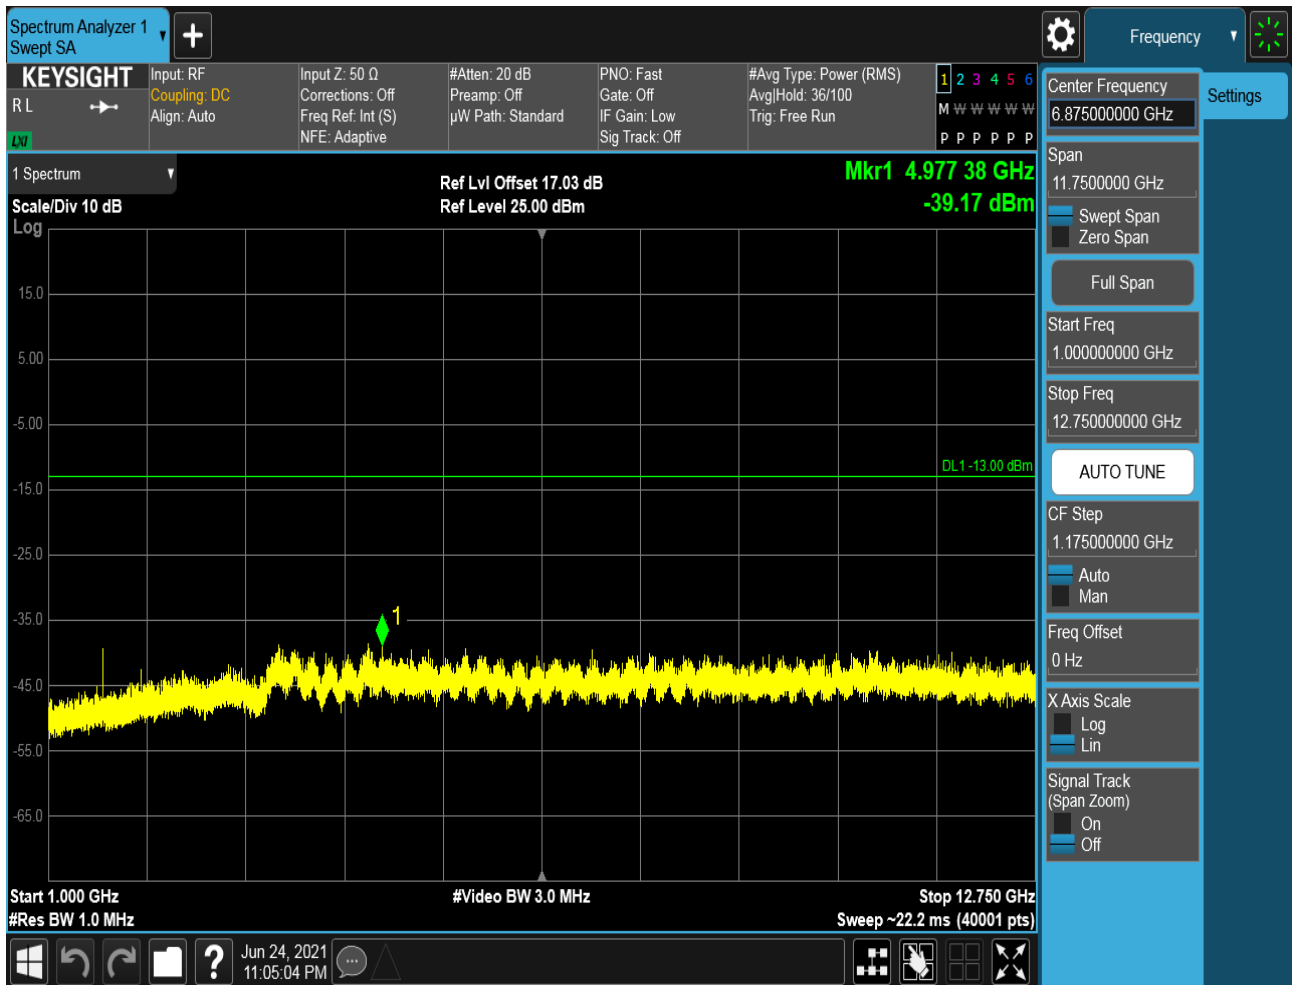 Spectrum Analyzer 1
Swept SA
Frequency
KEYSIGHT
R L
LXI
Input: RF
Coupling: DC
Align: Auto
Input Z: 50 Ω
Corrections: Off
Freq Ref: Int (S)
NFE: Adaptive
#Atten: 20 dB
Preamp: Off
µW Path: Standard
PNO: Fast
Gate: Off
IF Gain: Low
Sig Track: Off
#Avg Type: Power (RMS)
Avg|Hold: 36/100
Trig: Free Run
1 2 3 4 5 6
M W W W W W
P P P P P P
1 Spectrum
Scale/Div 10 dB
Log
Ref Lvl Offset 17.03 dB
Ref Level 25.00 dBm
Mkr1 4.977 38 GHz
-39.17 dBm
15.0
5.00
-5.00
-15.0
-25.0
-35.0
-45.0
-55.0
-65.0
DL1 -13.00 dBm
1
Start 1.000 GHz
#Res BW 1.0 MHz
#Video BW 3.0 MHz
Stop 12.750 GHz
Sweep ~22.2 ms (40001 pts)
Center Frequency
6.875000000 GHz
Settings
Span
11.7500000 GHz
Swept Span
Zero Span
Full Span
Start Freq
1.000000000 GHz
Stop Freq
12.750000000 GHz
AUTO TUNE
CF Step
1.175000000 GHz
Auto
Man
Freq Offset
0 Hz
X Axis Scale
Log
Lin
Signal Track
(Span Zoom)
On
Off
?
Jun 24, 2021
11:05:04 PM